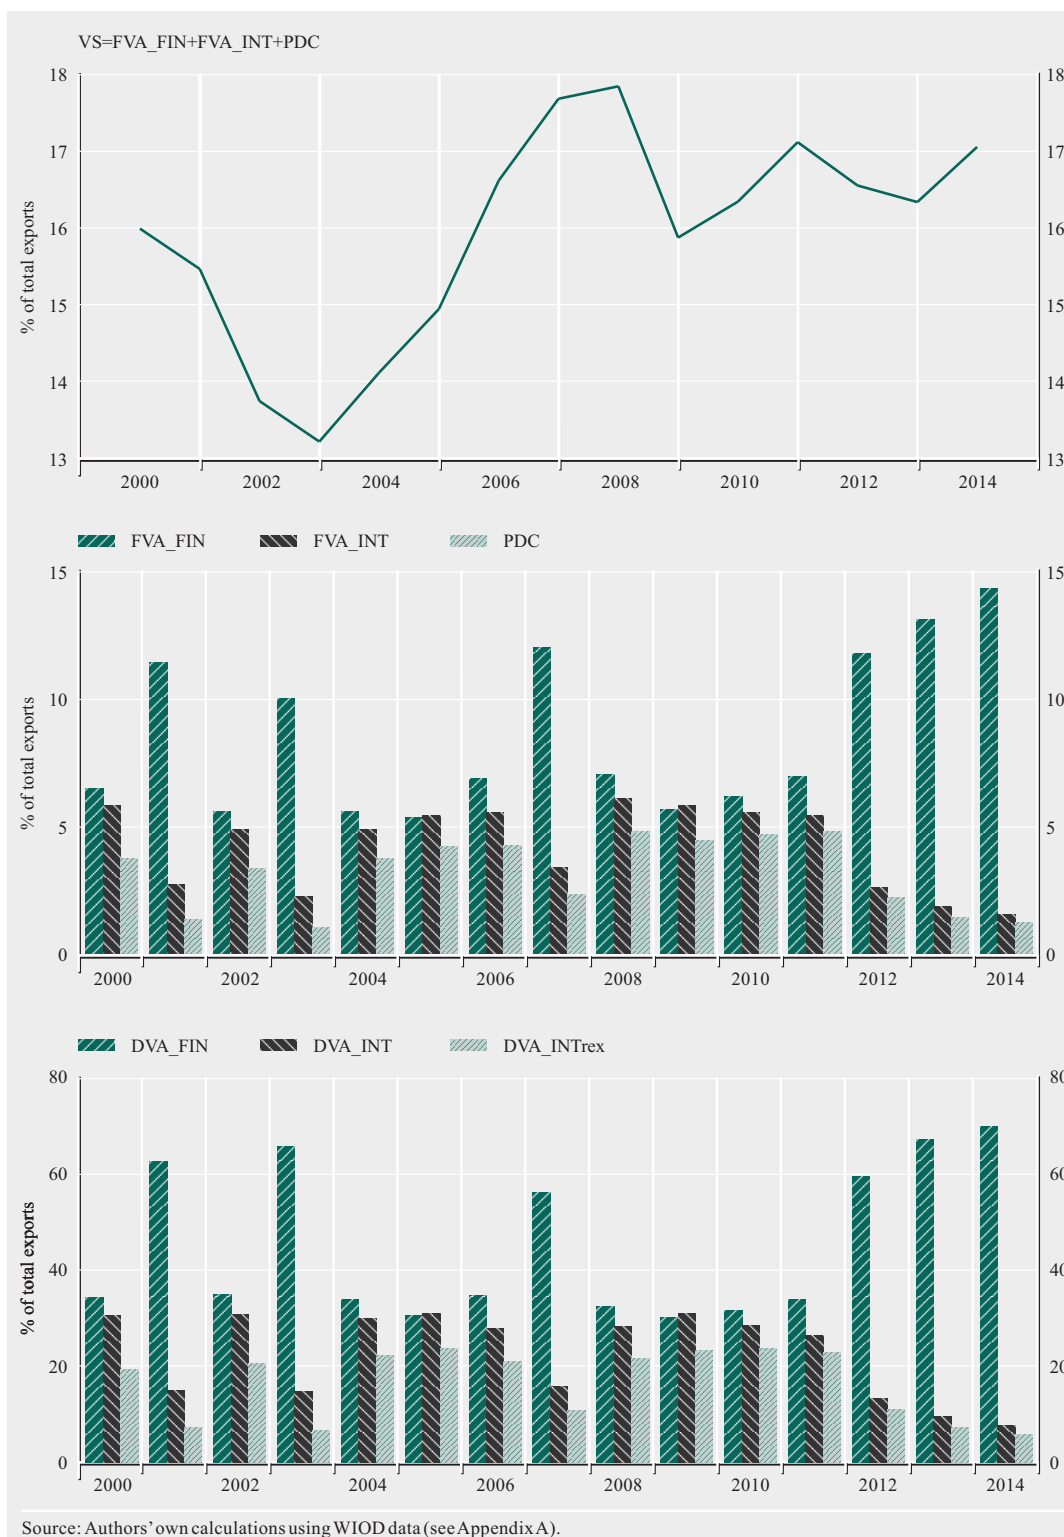 VS=FVA_FIN+FVA_INT+PDC
18 18
17 17
16 16
15 15
14 14
13 13
% of total exports
2000 2002 2004 2006 2008 2010 2012 2014
FVA_FIN FVA_INT PDC
15 15
10 10
5 5
0 0
% of total exports
2000 2002 2004 2006 2008 2010 2012 2014
DVA_FIN DVA_INT DVA_INTrex
80 80
60 60
40 40
20 20
0 0
% of total exports
2000 2002 2004 2006 2008 2010 2012 2014
Source: Authors' own calculations using WIOD data (see Appendix A).